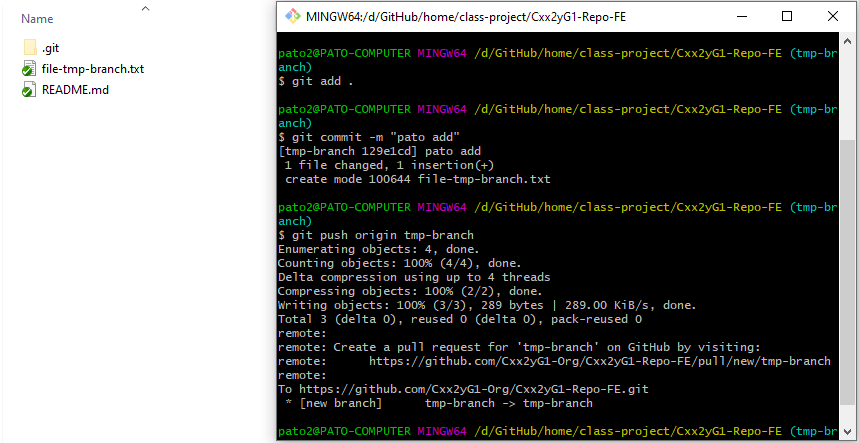 Name
.git
file-tmp-branch.txt
README.md
MINGW64:/d/GitHub/home/class-project/Cxx2yG1-Repo-FE
pato2@PATO-COMPUTER MINGW64 /d/GitHub/home/class-project/Cxx2yG1-Repo-FE (tmp-br
anch)
$ git add .
pato2@PATO-COMPUTER MINGW64 /d/GitHub/home/class-project/Cxx2yG1-Repo-FE (tmp-br
anch)
$ git commit -m "pato add"
[tmp-branch 129e1cd] pato add
1 file changed, 1 insertion(+)
create mode 100644 file-tmp-branch.txt
pato2@PATO-COMPUTER MINGW64 /d/GitHub/home/class-project/Cxx2yG1-Repo-FE (tmp-br
anch)
$ git push origin tmp-branch
Enumerating objects: 4, done.
Counting objects: 100% (4/4), done.
Delta compression using up to 4 threads
Compressing objects: 100% (2/2), done.
Writing objects: 100% (3/3), 289 bytes | 289.00 KiB/s, done.
Total 3 (delta 0), reused 0 (delta 0), pack-reused 0
remote:
remote: Create a pull request for 'tmp-branch' on GitHub by visiting:
remote:      https://github.com/Cxx2yG1-Org/Cxx2yG1-Repo-FE/pull/new/tmp-branch
remote:
To https://github.com/Cxx2yG1-Org/Cxx2yG1-Repo-FE.git
* [new branch]      tmp-branch -> tmp-branch
pato2@PATO-COMPUTER MINGW64 /d/GitHub/home/class-project/Cxx2yG1-Repo-FE (tmp-br